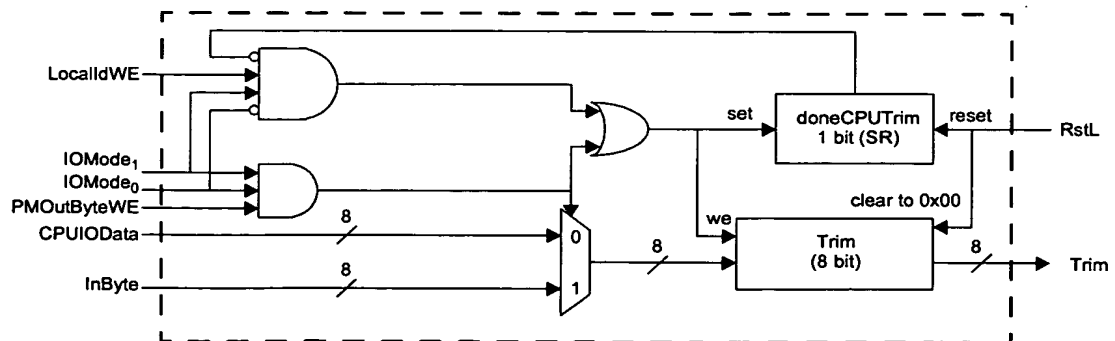 LocalIdWE
IOMode1
IOMode0
PMOutByteWE
CPUIOData
InByte
8
8
0
1
8
set
we
doneCPUTrim
1 bit (SR)
reset
RstL
clear to 0x00
Trim
(8 bit)
8
Trim